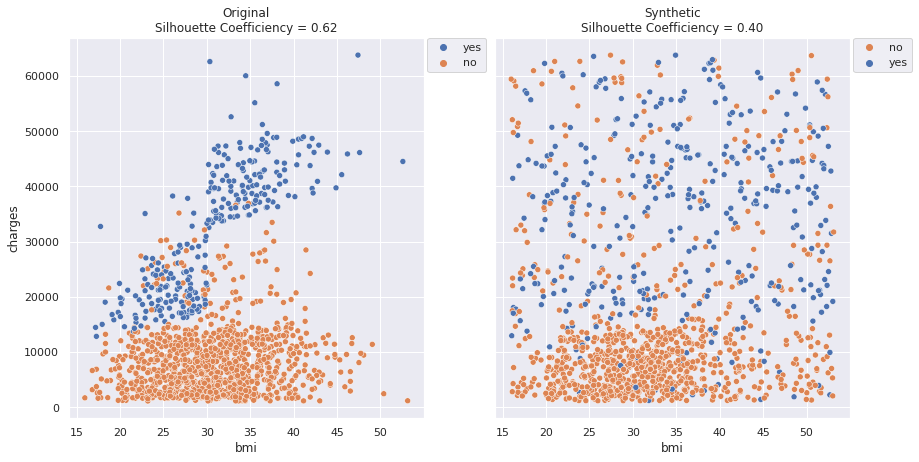 Original
Silhouette Coefficiency = 0.62
yes
no
60000
50000
40000
30000
20000
10000
0
charges
15 20 25 30 35 40 45 50
bmi
Synthetic
Silhouette Coefficiency = 0.40
no
yes
15 20 25 30 35 40 45 50
bmi